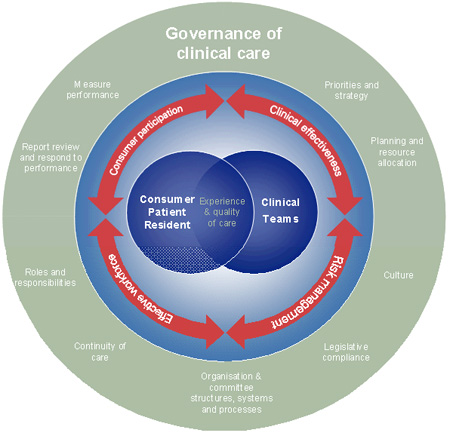 Governance of
clinical care
Measure
performance
Priorities and
strategy
Consumer participation
Clinical effectiveness
Report review
and respond to
performance
Planning and
resource
allocation
Consumer
Patient
Resident
Experience
& quality
of care
Clinical
Teams
Roles and
responsibilities
Culture
Effective workforce
Risk management
Continuity of
care
Legislative
compliance
Organisation &
committee
structures, systems
and processes